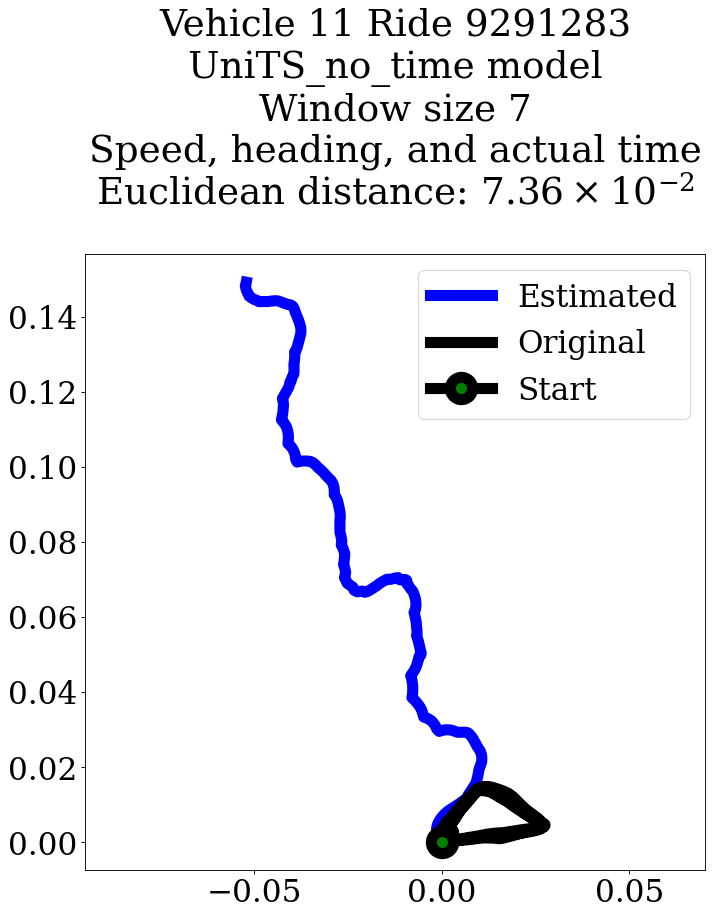 Vehicle 11 Ride 9291283
UniTS_no_time model
Window size 7
Speed, heading, and actual time
Euclidean distance: 7.36 × 10⁻²
Estimated
Original
Start
0.14
0.12
0.10
0.08
0.06
0.04
0.02
0.00
−0.05 0.00 0.05